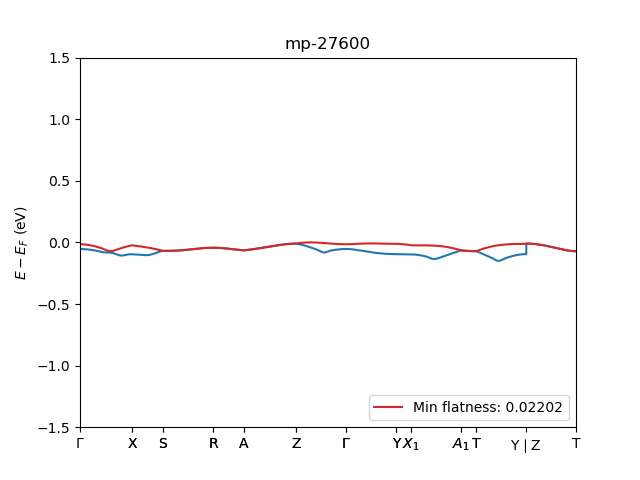 mp-27600
1.5
1.0
0.5
0.0
−0.5
−1.0
−1.5
E − E_F (eV)
Γ X S R A Z Γ Y X₁ A₁ T Y | Z T
Min flatness: 0.02202